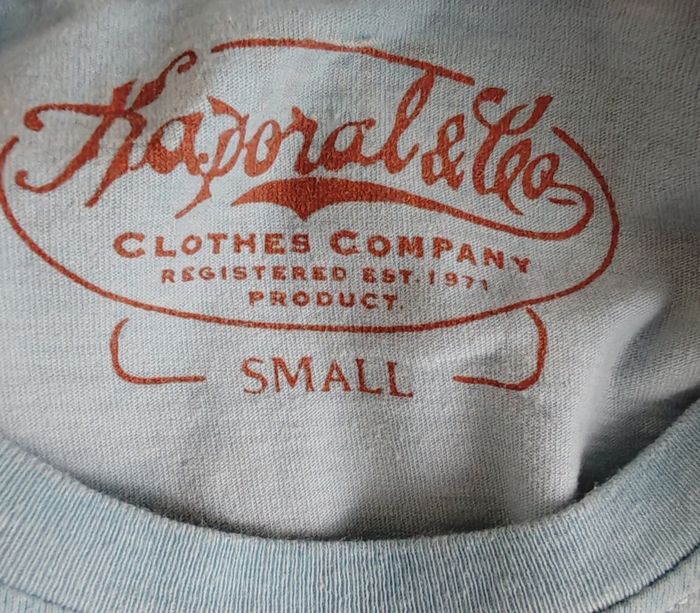 Kaporal & Co
CLOTHES COMPANY
REGISTERED EST. 1971
PRODUCT.
SMALL